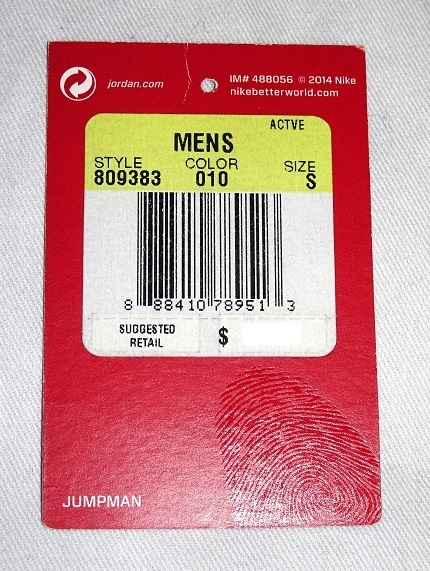 jordan.com
IM# 488056 © 2014 Nike
nikebetterworld.com
ACTVE
MENS
STYLE COLOR SIZE
809383 010 S
8 88410 78951 3
SUGGESTED RETAIL $
JUMPMAN